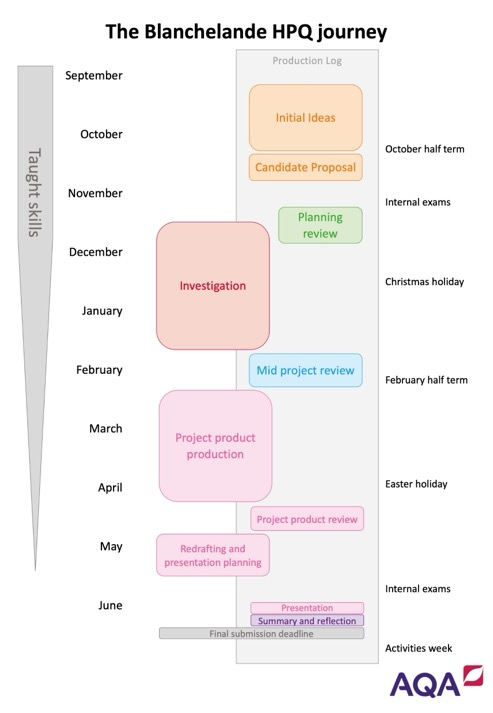 The Blanchelande HPQ journey
Production Log
September
Initial Ideas
October
October half term
Taught skills
Candidate Proposal
November
Internal exams
Planning
review
December
Investigation
Christmas holiday
January
February
Mid project review
February half term
March
Project product
production
April
Easter holiday
Project product review
May
Redrafting and
presentation planning
Internal exams
June
Presentation
Summary and reflection
Final submission deadline
Activities week
AQA